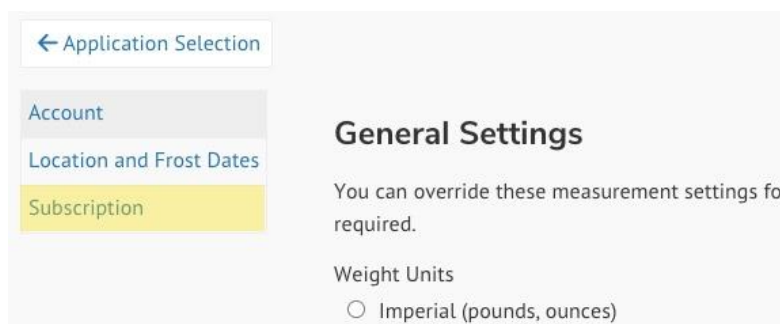 ← Application Selection
Account
Location and Frost Dates
Subscription
General Settings
You can override these measurement settings fo
required.
Weight Units
Imperial (pounds, ounces)